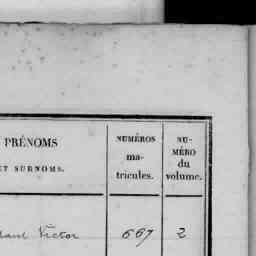 PRÉNOMS
ET SURNOMS.
NUMÉROS
ma-
tricules.
NU-
MÉRO
du
volume.
Victor 667 2